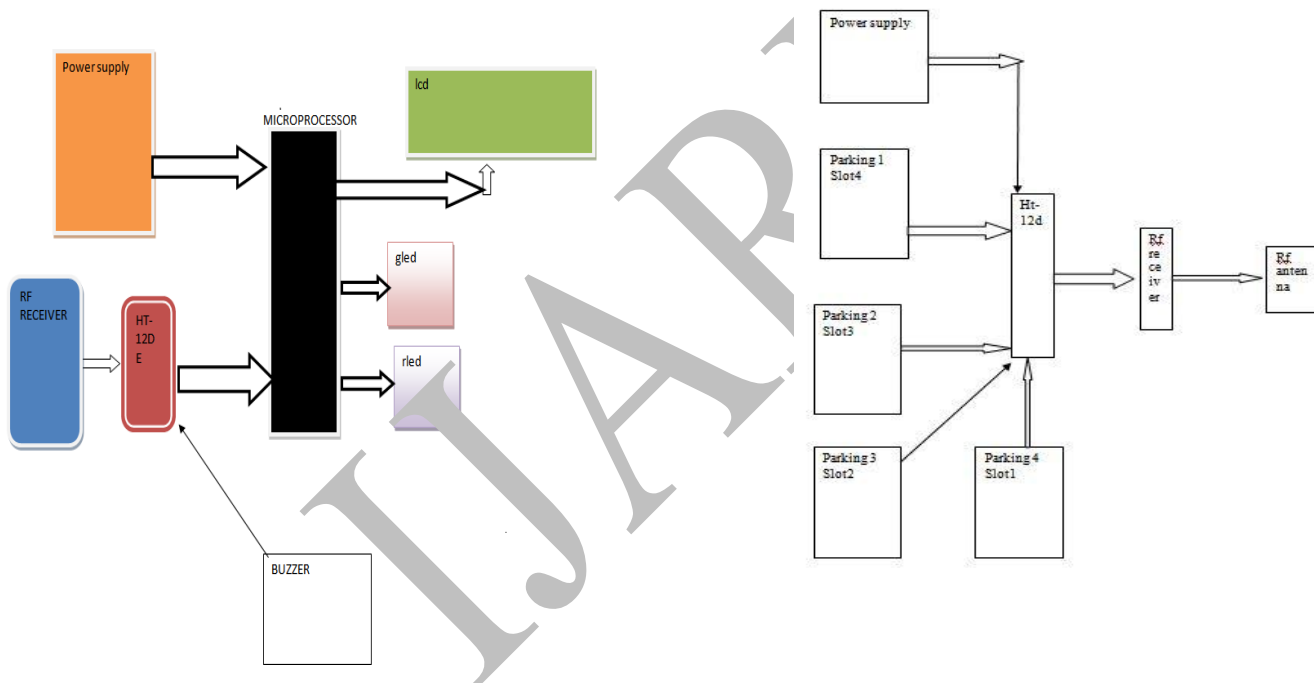 Power supply
lcd
MICROPROCESSOR
gled
RF
RECEIVER
HT-
12D
E
rled
BUZZER
IJAR
Power supply
Parking 1
Slot4
Ht-
12d
Rf
re
ce
iv
er
Rf
anten
na
Parking 2
Slot3
Parking 3
Slot2
Parking 4
Slot1